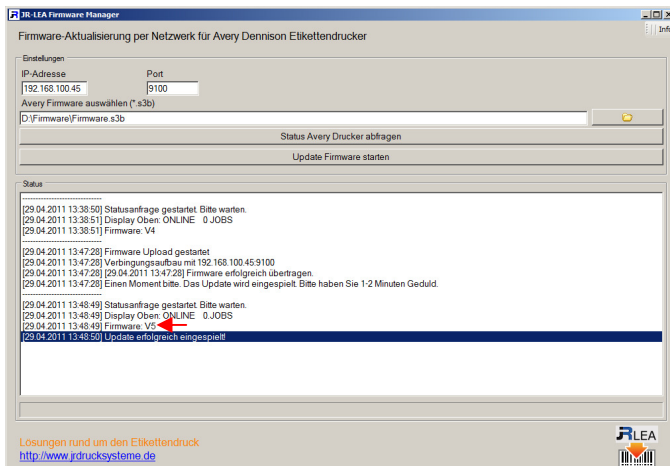 JR-LEA Firmware Manager
Info
Firmware-Aktualisierung per Netzwerk für Avery Dennison Etikettendrucker
Einstellungen
IP-Adresse Port
192.168.100.45 9100
Avery Firmware auswählen (*.s3b)
D:\Firmware\Firmware.s3b
Status Avery Drucker abfragen
Update Firmware starten
Status
------------------------------
[29.04.2011 13:38:50] Statusanfrage gestartet. Bitte warten.
[29.04.2011 13:38:51] Display Oben: ONLINE 0 JOBS
[29.04.2011 13:38:51] Firmware: V4
------------------------------
[29.04.2011 13:47:28] Firmware Upload gestartet
[29.04.2011 13:47:28] Verbingungsaufbau mit 192.168.100.45:9100
[29.04.2011 13:47:28] [29.04.2011 13:47:28] Firmware erfolgreich übertragen.
[29.04.2011 13:47:28] Einen Moment bitte. Das Update wird eingespielt. Bitte haben Sie 1-2 Minuten Geduld.
------------------------------
[29.04.2011 13:48:49] Statusanfrage gestartet. Bitte warten.
[29.04.2011 13:48:49] Display Oben: ONLINE 0 JOBS
[29.04.2011 13:48:49] Firmware: V5
[29.04.2011 13:48:50] Update erfolgreich eingespielt!
Lösungen rund um den Etikettendruck
http://www.jrdrucksysteme.de
JRLEA